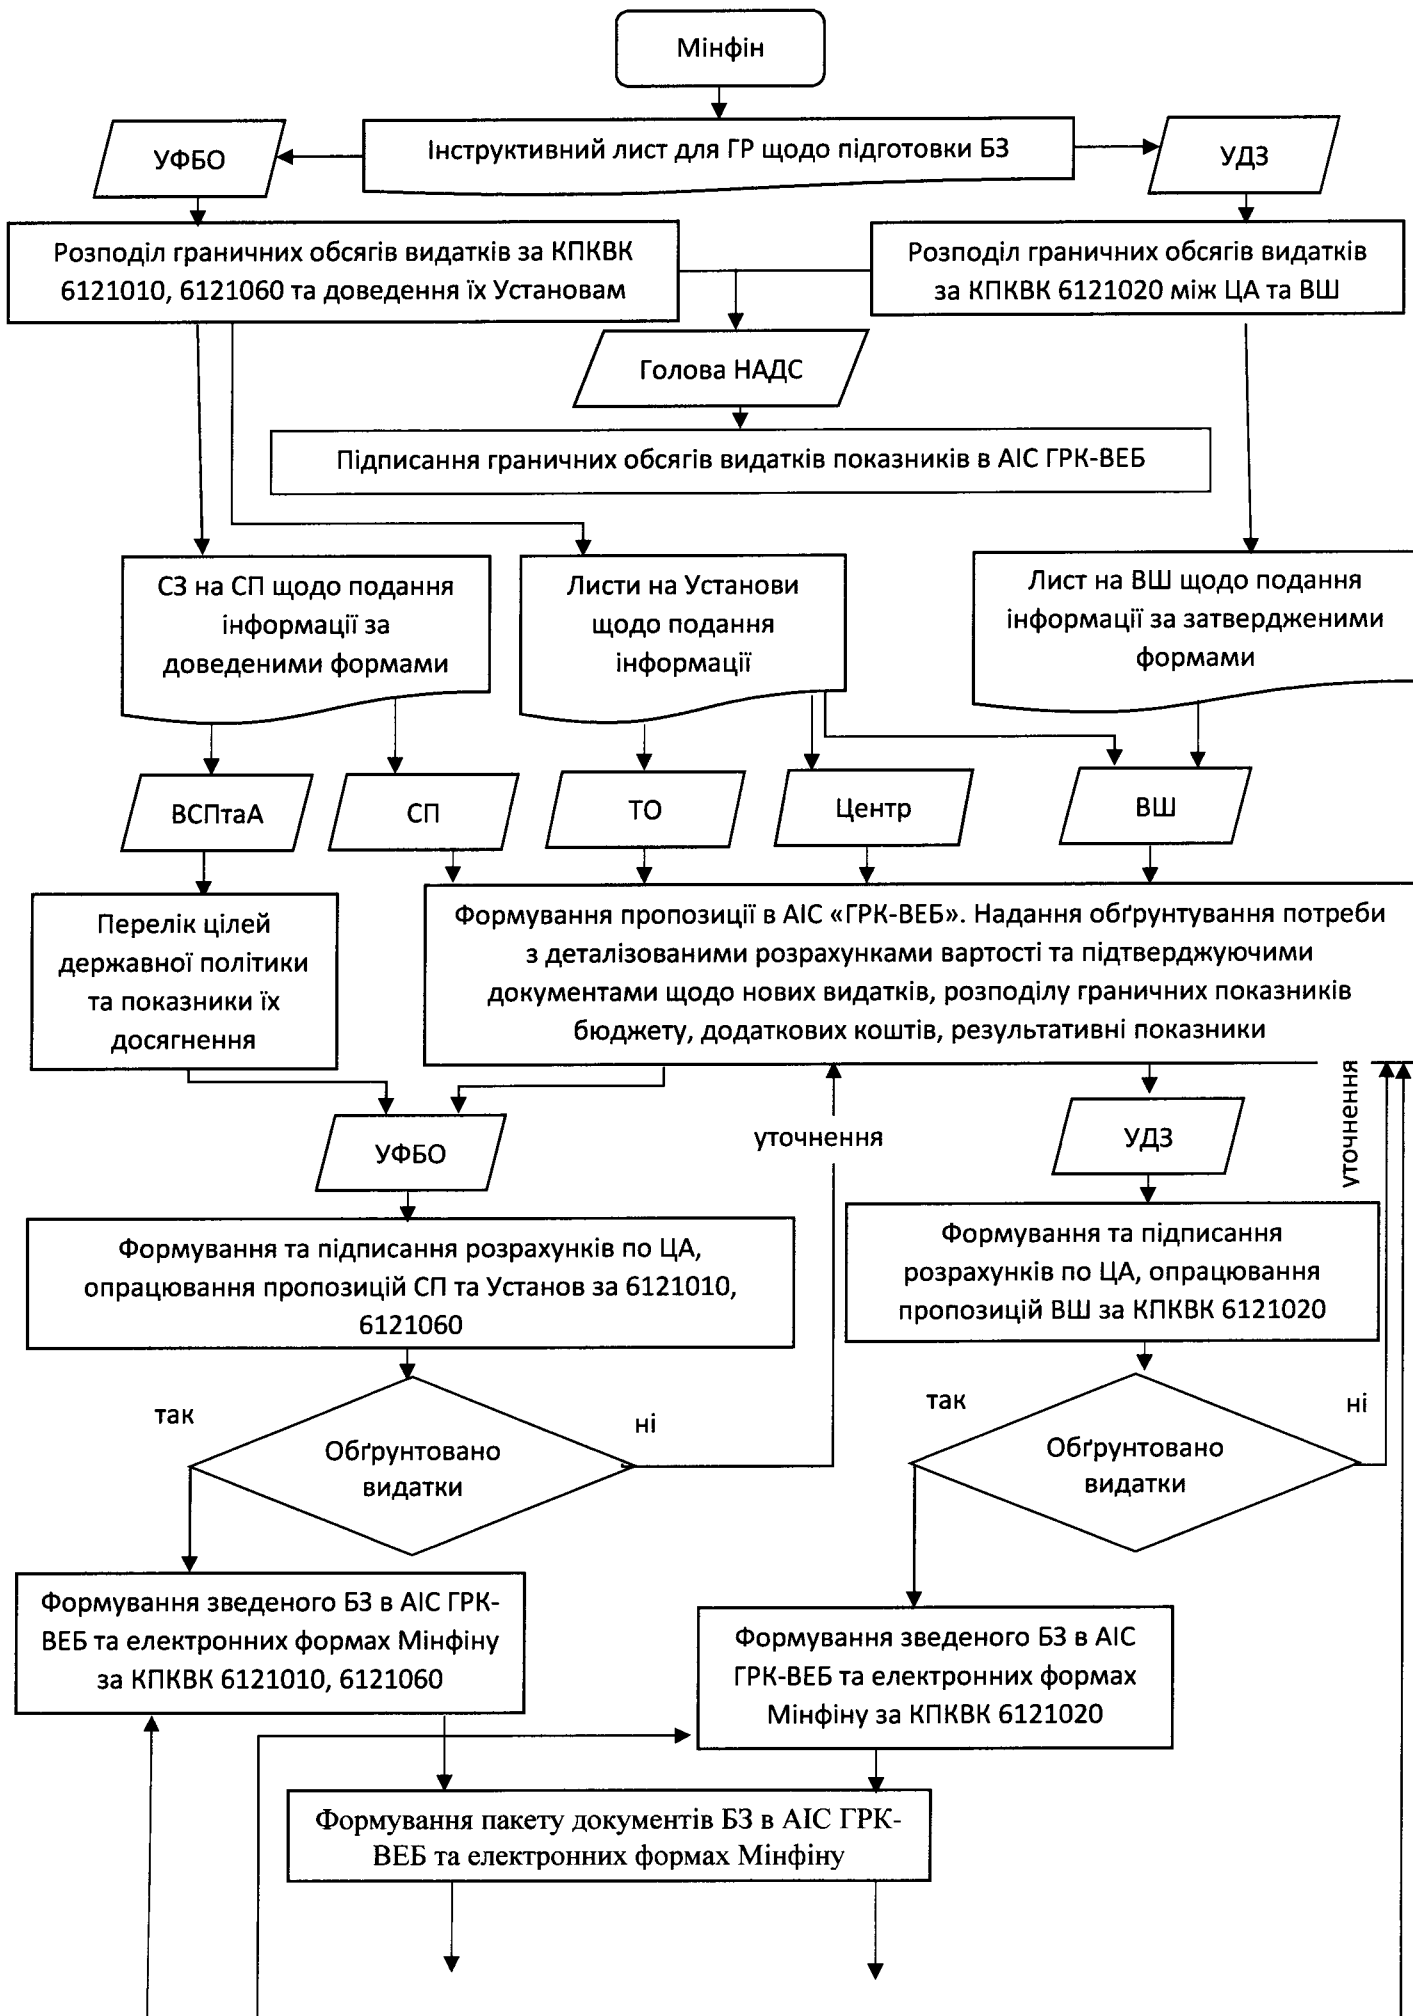 Мінфін
УФБО
Інструктивний лист для ГР щодо підготовки БЗ
УДЗ
Розподіл граничних обсягів видатків за КПКВК
6121010, 6121060 та доведення їх Установам
Розподіл граничних обсягів видатків
за КПКВК 6121020 між ЦА та ВШ
Голова НАДС
Підписання граничних обсягів видатків показників в АІС ГРК-ВЕБ
СЗ на СП щодо подання
інформації за
доведеними формами
Листи на Установи
щодо подання
інформації
Лист на ВШ щодо подання
інформації за затвердженими
формами
ВСПтаА
СП
ТО
Центр
ВШ
Перелік цілей
державної політики
та показники їх
досягнення
Формування пропозиції в АІС «ГРК-ВЕБ». Надання обґрунтування потреби
з деталізованими розрахунками вартості та підтверджуючими
документами щодо нових видатків, розподілу граничних показників
бюджету, додаткових коштів, результативні показники
УФБО
уточнення
УДЗ
уточнення
Формування та підписання розрахунків по ЦА,
опрацювання пропозицій СП та Установ за 6121010,
6121060
Формування та підписання
розрахунків по ЦА, опрацювання
пропозицій ВШ за КПКВК 6121020
так
ні
Обґрунтовано
видатки
так
ні
Обґрунтовано
видатки
Формування зведеного БЗ в АІС ГРК-
ВЕБ та електронних формах Мінфіну
за КПКВК 6121010, 6121060
Формування зведеного БЗ в АІС
ГРК-ВЕБ та електронних формах
Мінфіну за КПКВК 6121020
Формування пакету документів БЗ в АІС ГРК-
ВЕБ та електронних формах Мінфіну